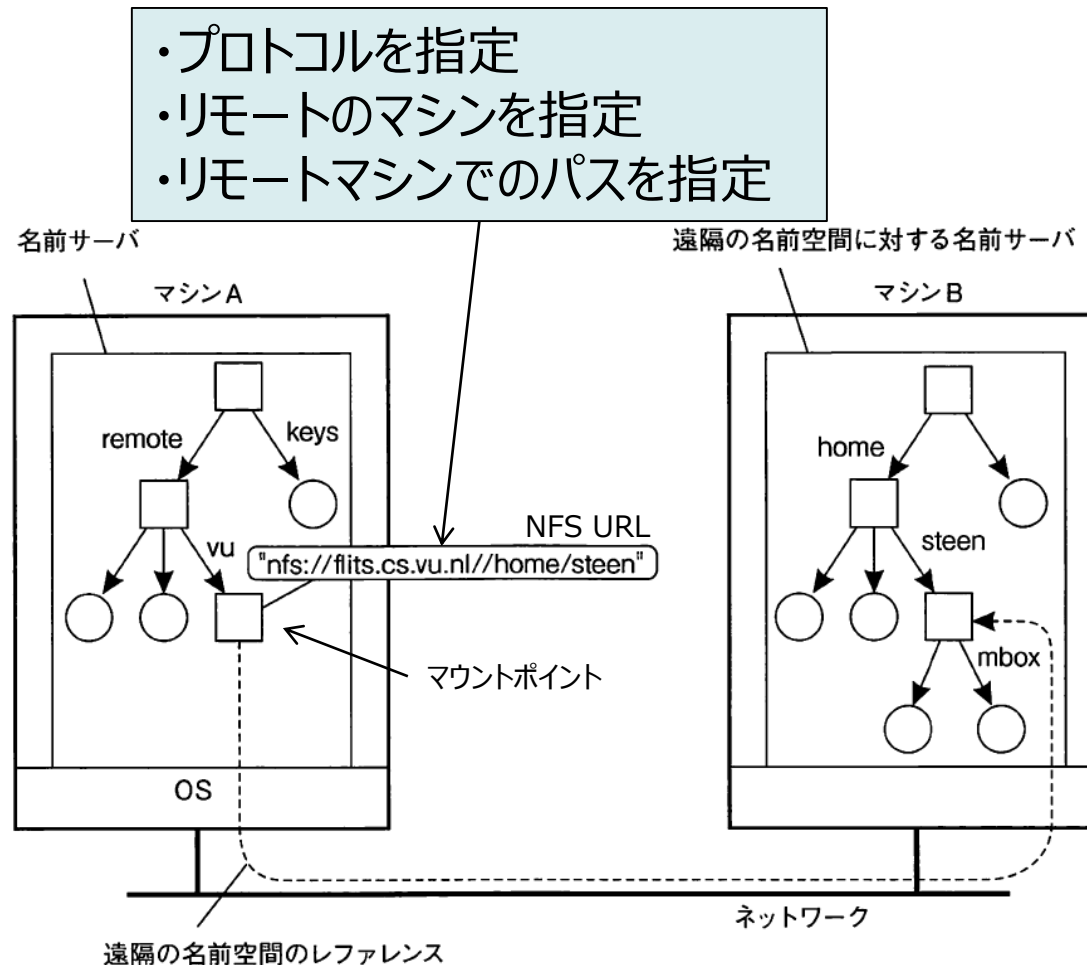 ・プロトコルを指定
・リモートのマシンを指定
・リモートマシンでのパスを指定
名前サーバ
遠隔の名前空間に対する名前サーバ
マシンA
マシンB
remote
keys
home
NFS URL
vu
"nfs://flits.cs.vu.nl//home/steen"
steen
マウントポイント
mbox
OS
ネットワーク
遠隔の名前空間のレファレンス